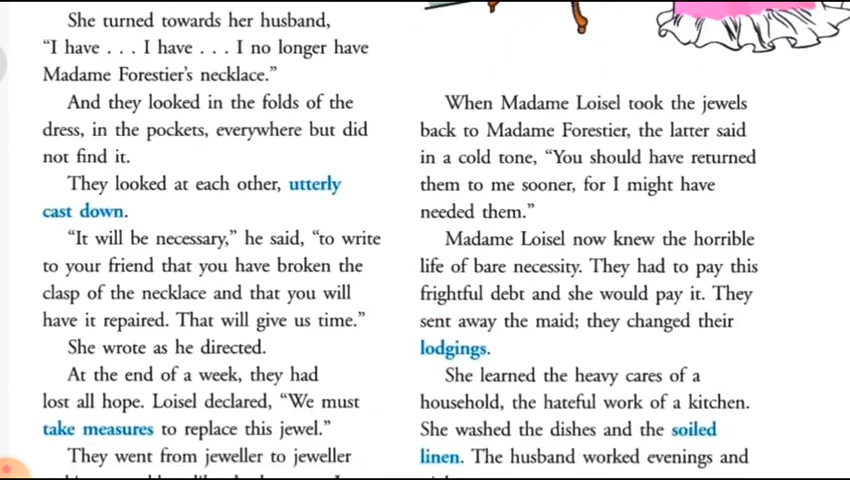 She turned towards her husband,
“I have . . . I have . . . I no longer have
Madame Forestier’s necklace.”
And they looked in the folds of the
dress, in the pockets, everywhere but did
not find it.
They looked at each other, utterly
cast down.
“It will be necessary,” he said, “to write
to your friend that you have broken the
clasp of the necklace and that you will
have it repaired. That will give us time.”
She wrote as he directed.
At the end of a week, they had
lost all hope. Loisel declared, “We must
take measures to replace this jewel.”
They went from jeweller to jeweller
When Madame Loisel took the jewels
back to Madame Forestier, the latter said
in a cold tone, “You should have returned
them to me sooner, for I might have
needed them.”
Madame Loisel now knew the horrible
life of bare necessity. They had to pay this
frightful debt and she would pay it. They
sent away the maid; they changed their
lodgings.
She learned the heavy cares of a
household, the hateful work of a kitchen.
She washed the dishes and the soiled
linen. The husband worked evenings and